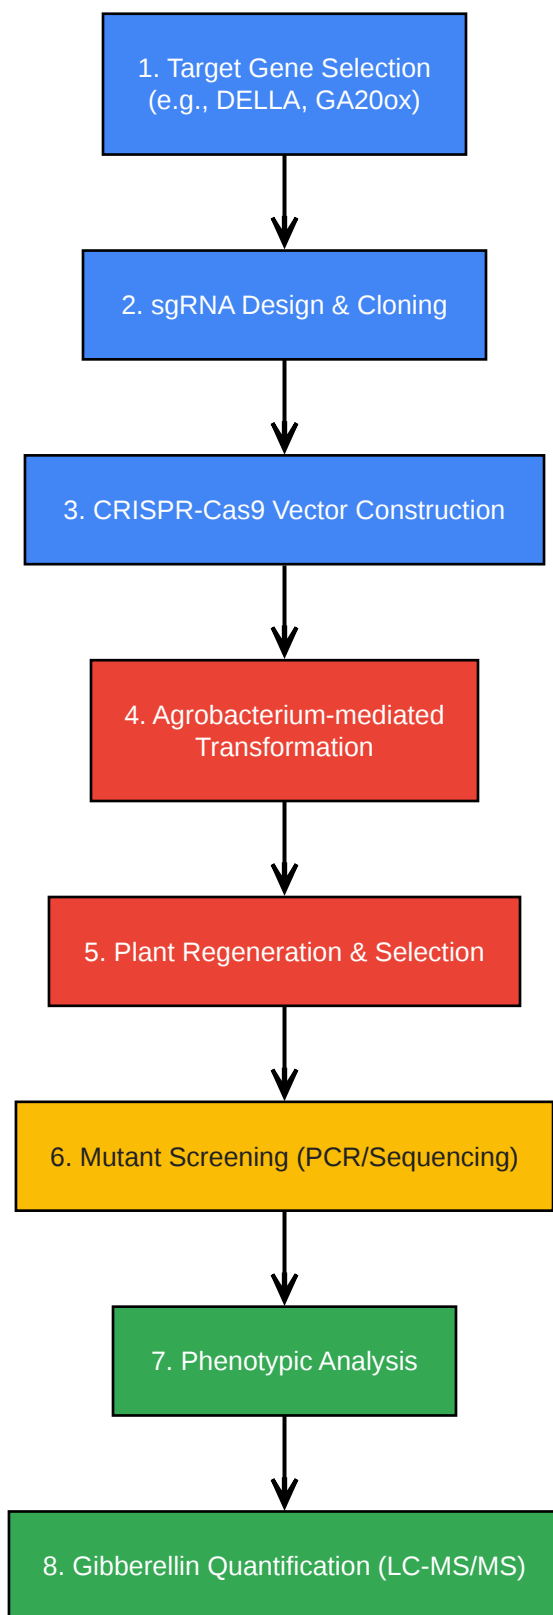 1. Target Gene Selection
(e.g., DELLA, GA20ox)
2. sgRNA Design & Cloning
3. CRISPR-Cas9 Vector Construction
4. Agrobacterium-mediated
Transformation
5. Plant Regeneration & Selection
6. Mutant Screening (PCR/Sequencing)
7. Phenotypic Analysis
8. Gibberellin Quantification (LC-MS/MS)